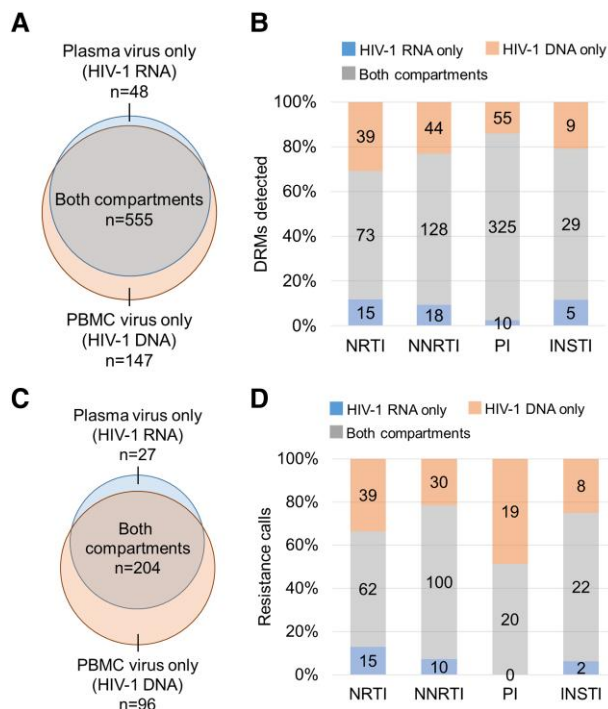 A
Plasma virus only
(HIV-1 RNA)
n=48
Both compartments
n=555
PBMC virus only
(HIV-1 DNA)
n=147
B
HIV-1 RNA only
HIV-1 DNA only
Both compartments
DRMs detected
100%
80%
60%
40%
20%
0%
39
44
55
9
73
128
325
29
15
18
10
5
NRTI
NNRTI
PI
INSTI
C
Plasma virus only
(HIV-1 RNA)
n=27
Both
compartments
n=204
PBMC virus only
(HIV-1 DNA)
n=96
D
HIV-1 RNA only
HIV-1 DNA only
Both compartments
Resistance calls
100%
80%
60%
40%
20%
0%
39
30
19
8
62
100
20
22
15
10
0
2
NRTI
NNRTI
PI
INSTI